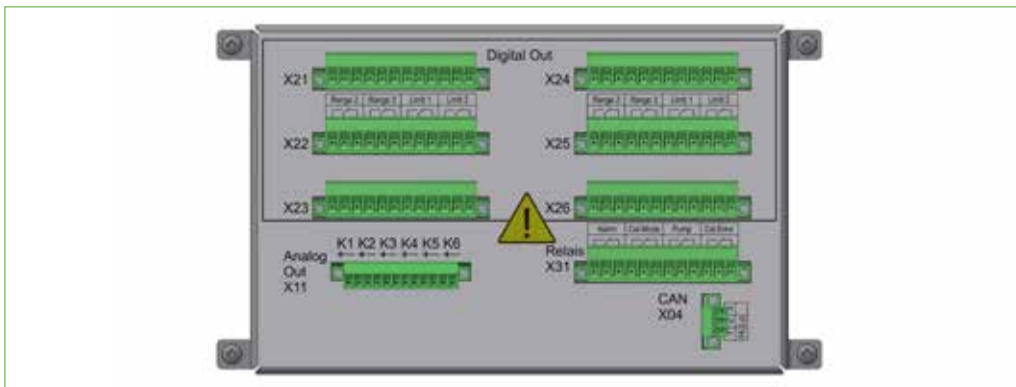 Digital Out
X21
X24
Range 2 Range 3 Limit 1 Limit 2
Range 2 Range 3 Limit 1 Limit 2
X22
X25
X23
X26
K1 K2 K3 K4 K5 K6
Analog
Out
X11
Alarm Cal Mode Pump Cal Error
Relais
X31
CAN
X04